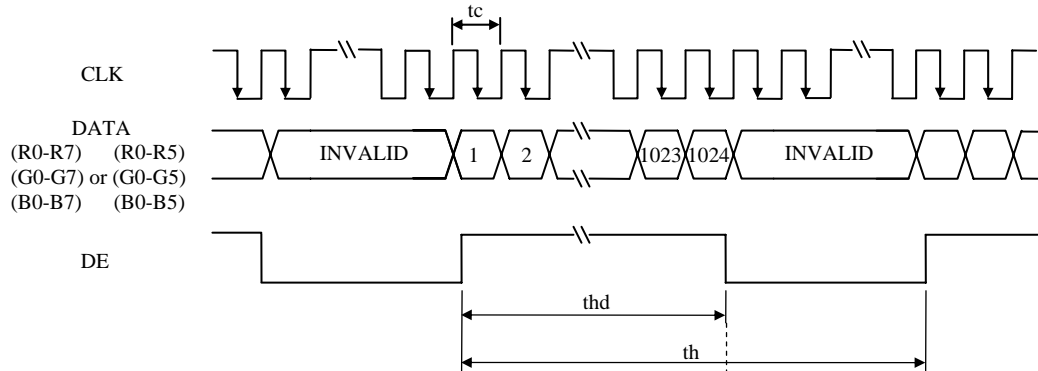 tc
CLK
DATA
(R0-R7) (R0-R5)
(G0-G7) or (G0-G5)
(B0-B7) (B0-B5)
INVALID 1 2 1023 1024 INVALID
DE
thd
th